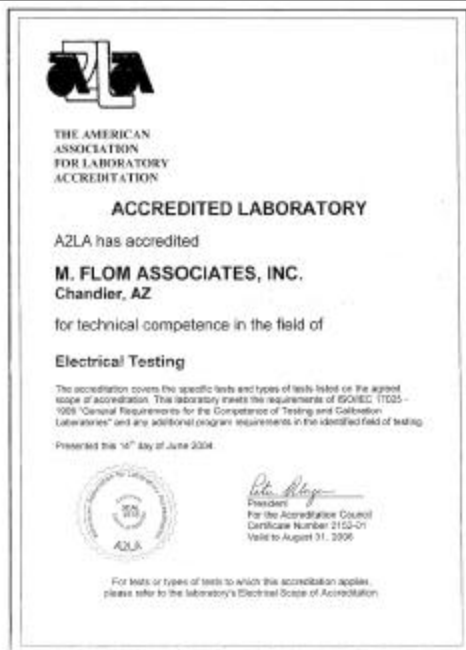 A2LA
THE AMERICAN
ASSOCIATION
FOR LABORATORY
ACCREDITATION
ACCREDITED LABORATORY
A2LA has accredited
M. FLOM ASSOCIATES, INC.
Chandler, AZ
for technical competence in the field of
Electrical Testing
The accreditation covers the specific tests and types of tests listed on the agreed
scope of accreditation. This laboratory meets the requirements of ISO/IEC 17025 -
1999 "General Requirements for the Competence of Testing and Calibration
Laboratories" and any additional program requirements in the identified field of testing.
Presented this 14th day of June 2004.
SEAL
A2LA
President
For the Accreditation Council
Certificate Number 2152-01
Valid to August 31, 2006
For tests or types of tests to which this accreditation applies,
please refer to the laboratory's Electrical Scope of Accreditation